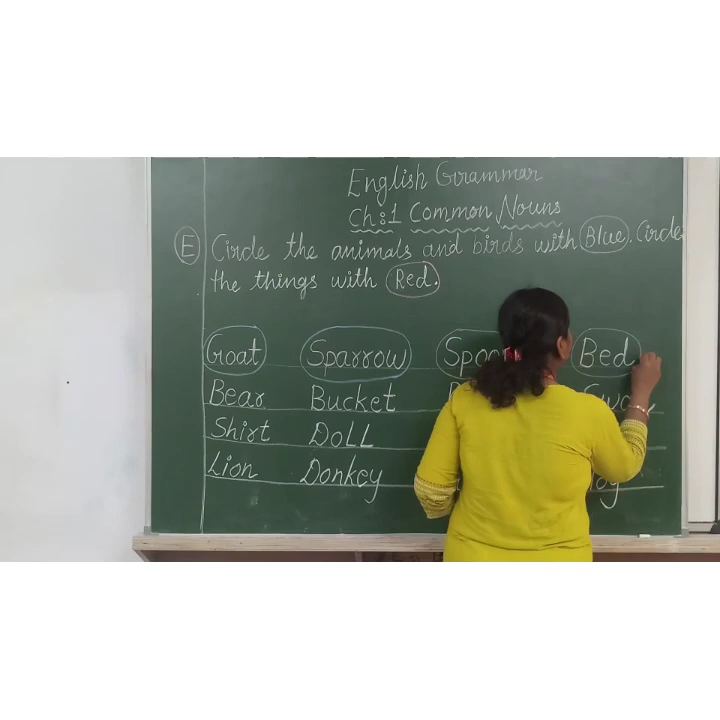 English Grammar
Ch:1 Common Nouns
(E) Circle the animals and birds with Blue. Circle
the things with Red.
Goat Sparrow Spoo Bed
Bear Bucket
Shirt DoLL
Lion Donkey